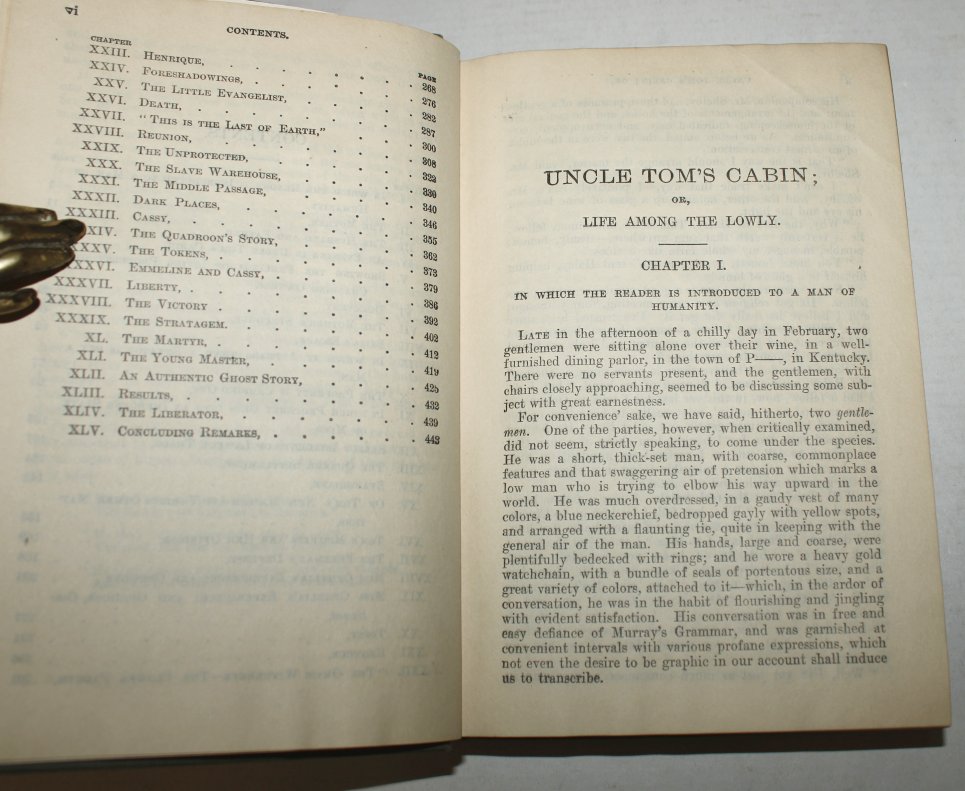 vi
CONTENTS.
CHAPTER PAGE
XXIII. HENRIQUE, . . . . . . 268
XXIV. FORESHADOWINGS, . . . . . . 276
XXV. THE LITTLE EVANGELIST, . . . . . 282
XXVI. DEATH, . . . . . . 287
XXVII. "THIS IS THE LAST OF EARTH," . . . . 300
XXVIII. REUNION, . . . . . . 308
XXIX. THE UNPROTECTED, . . . . . 322
XXX. THE SLAVE WAREHOUSE, . . . . . 330
XXXI. THE MIDDLE PASSAGE, . . . . . 340
XXXII. DARK PLACES, . . . . . . 346
XXXIII. CASSY, . . . . . . 355
XXXIV. THE QUADROON'S STORY, . . . . . 362
XXXV. THE TOKENS, . . . . . . 373
XXXVI. EMMELINE AND CASSY, . . . . . 379
XXXVII. LIBERTY, . . . . . . 386
XXXVIII. THE VICTORY . . . . . . 392
XXXIX. THE STRATAGEM. . . . . . 402
XL. THE MARTYR, . . . . . . 412
XLI. THE YOUNG MASTER, . . . . . 419
XLII. AN AUTHENTIC GHOST STORY, . . . . 425
XLIII. RESULTS, . . . . . . 432
XLIV. THE LIBERATOR, . . . . . . 439
XLV. CONCLUDING REMARKS, . . . . . 443
UNCLE TOM'S CABIN;
OR,
LIFE AMONG THE LOWLY.
CHAPTER I.
IN WHICH THE READER IS INTRODUCED TO A MAN OF
HUMANITY.
LATE in the afternoon of a chilly day in February, two
gentlemen were sitting alone over their wine, in a well-
furnished dining parlor, in the town of P——, in Kentucky.
There were no servants present, and the gentlemen, with
chairs closely approaching, seemed to be discussing some sub-
ject with great earnestness.
For convenience' sake, we have said, hitherto, two gentle-
men. One of the parties, however, when critically examined,
did not seem, strictly speaking, to come under the species.
He was a short, thick-set man, with coarse, commonplace
features and that swaggering air of pretension which marks a
low man who is trying to elbow his way upward in the
world. He was much overdressed, in a gaudy vest of many
colors, a blue neckerchief, bedropped gayly with yellow spots,
and arranged with a flaunting tie, quite in keeping with the
general air of the man. His hands, large and coarse, were
plentifully bedecked with rings; and he wore a heavy gold
watchchain, with a bundle of seals of portentous size, and a
great variety of colors, attached to it—which, in the ardor of
conversation, he was in the habit of flourishing and jingling
with evident satisfaction. His conversation was in free and
easy defiance of Murray's Grammar, and was garnished at
convenient intervals with various profane expressions, which
not even the desire to be graphic in our account shall induce
us to transcribe.